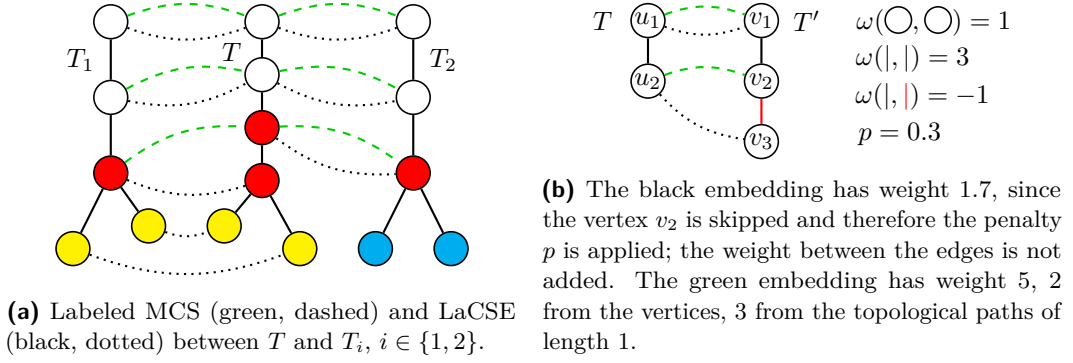 T₁
T
T₂
T
u₁
v₁
T′
u₂
v₂
v₃
ω(◯, ◯) = 1
ω(|, |) = 3
ω(|, |) = −1
p = 0.3
(a) Labeled MCS (green, dashed) and LaCSE
(black, dotted) between T and Tᵢ, i ∈ {1, 2}.
(b) The black embedding has weight 1.7, since
the vertex v₂ is skipped and therefore the penalty
p is applied; the weight between the edges is not
added. The green embedding has weight 5, 2
from the vertices, 3 from the topological paths of
length 1.